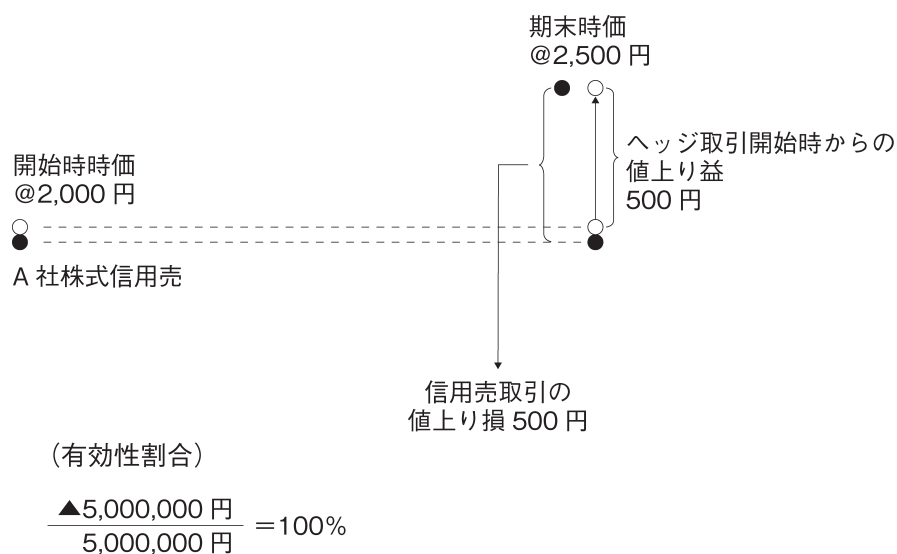 期末時価
@2,500 円
開始時時価
@2,000 円
ヘッジ取引開始時からの
値上り益
500 円
A 社株式信用売
信用売取引の
値上り損 500 円
（有効性割合）
▲5,000,000 円
5,000,000 円
＝100%